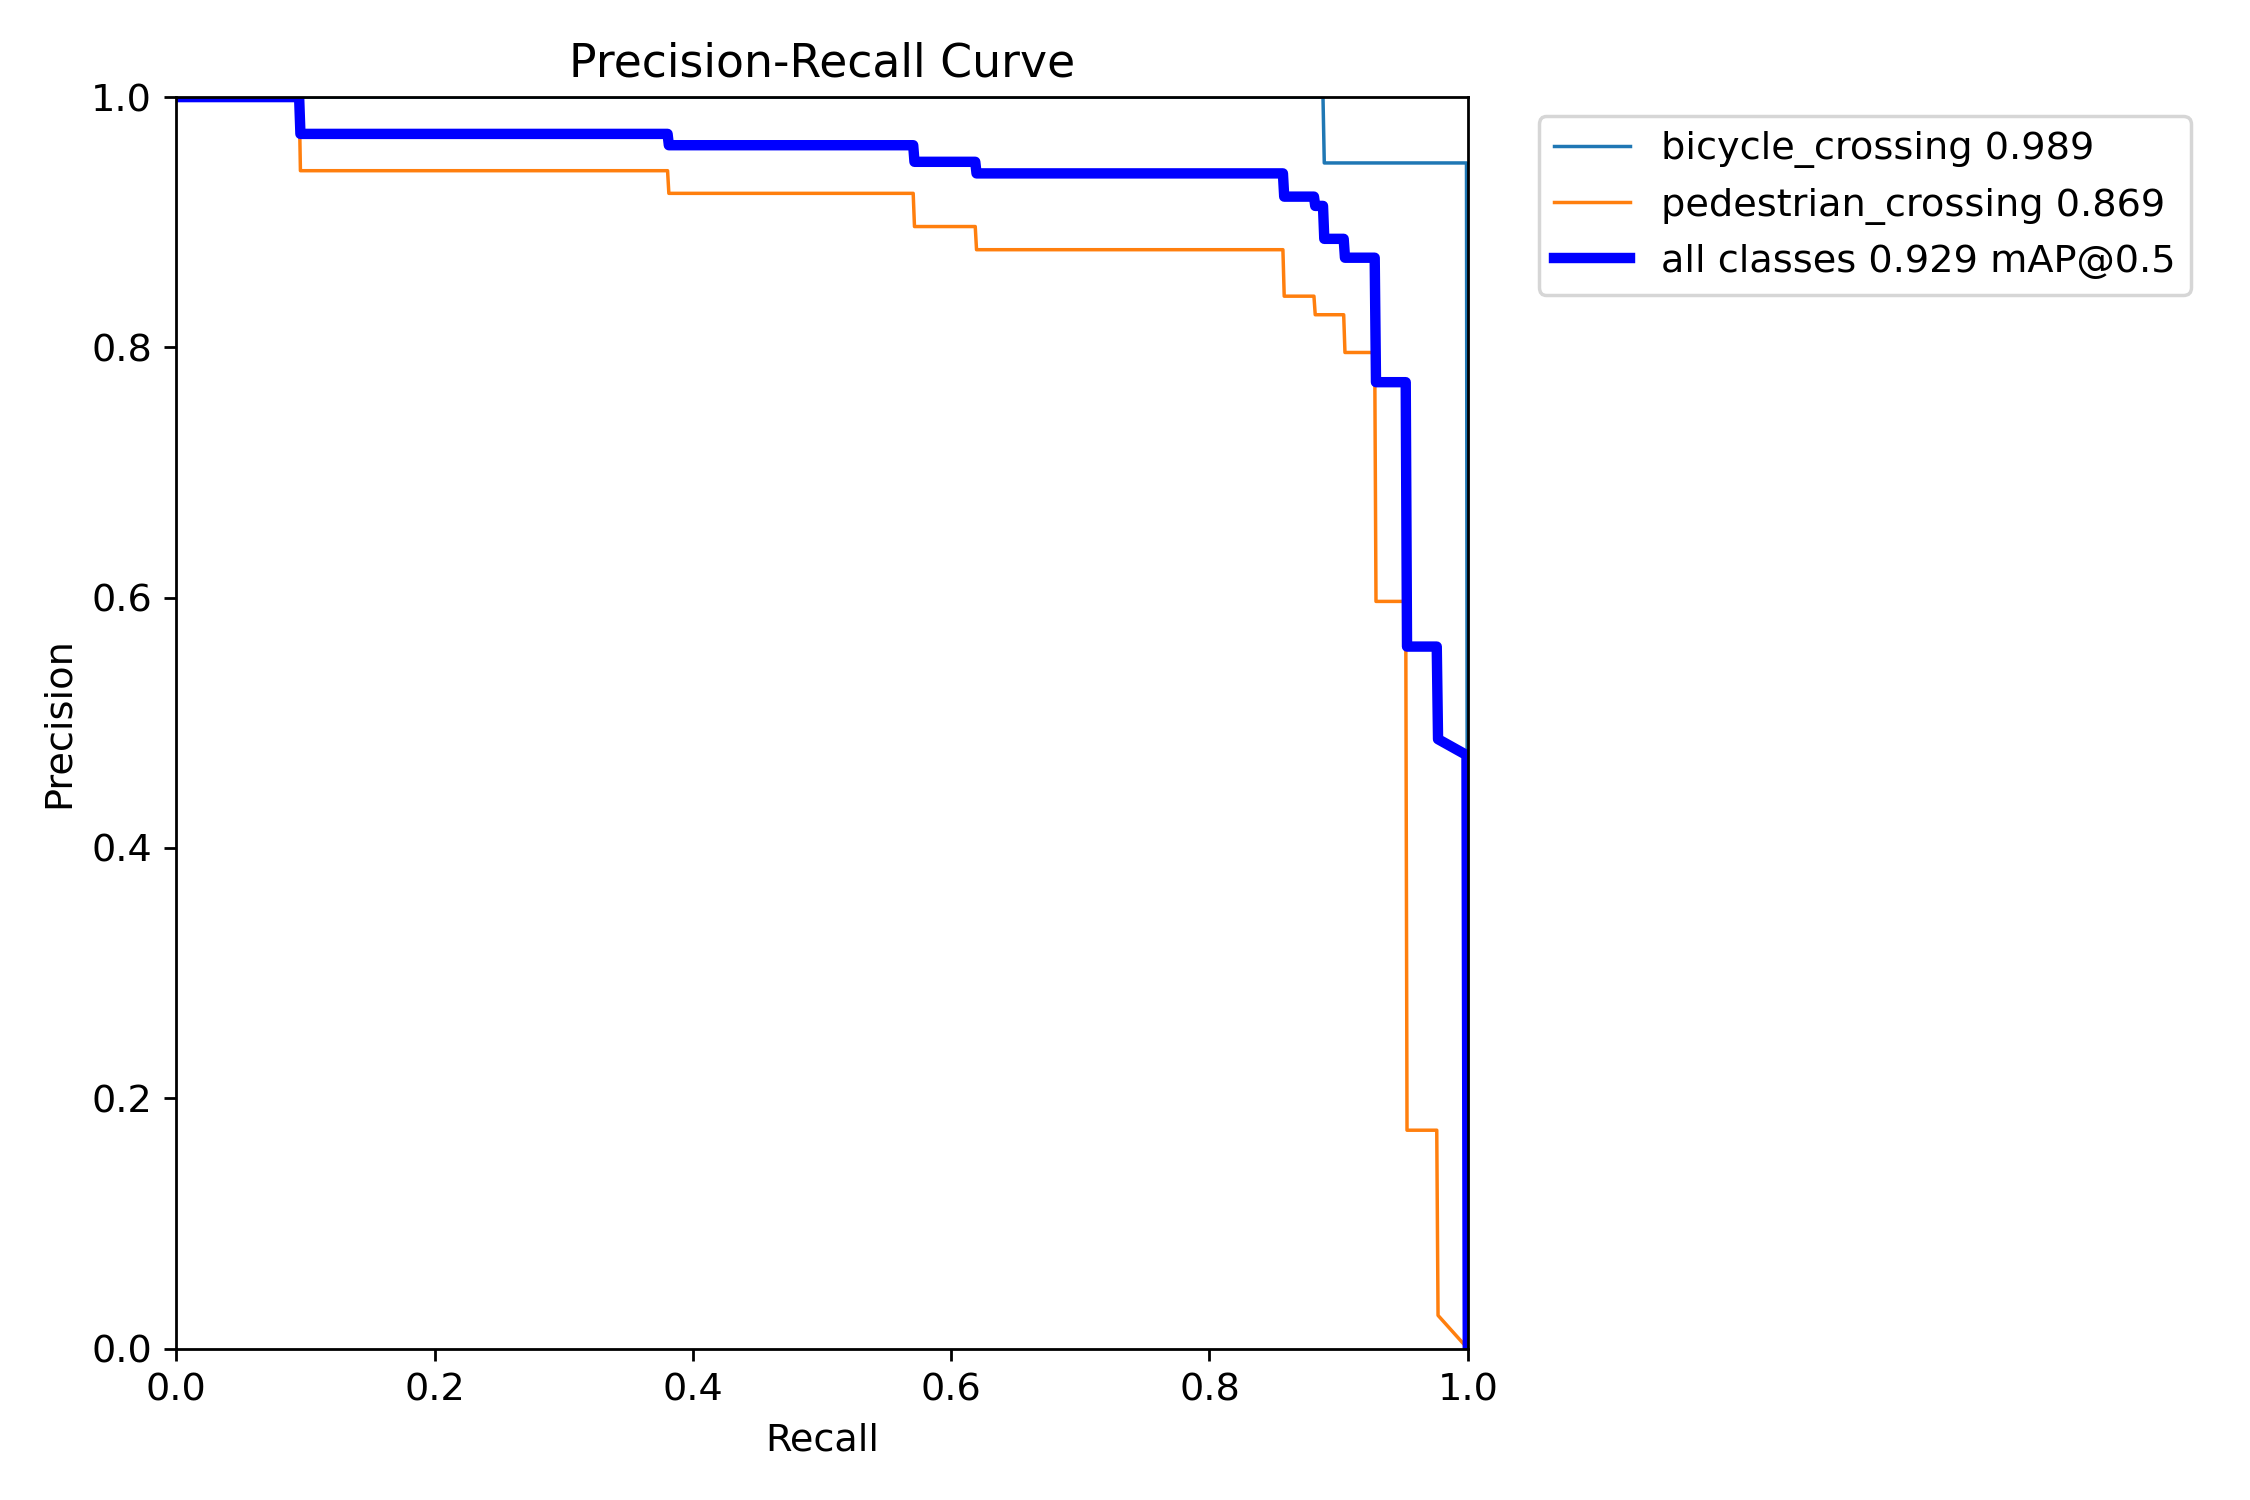 Precision-Recall Curve
1.0
0.8
0.6
0.4
0.2
0.0
Precision
0.0 0.2 0.4 0.6 0.8 1.0
Recall
bicycle_crossing 0.989
pedestrian_crossing 0.869
all classes 0.929 mAP@0.5